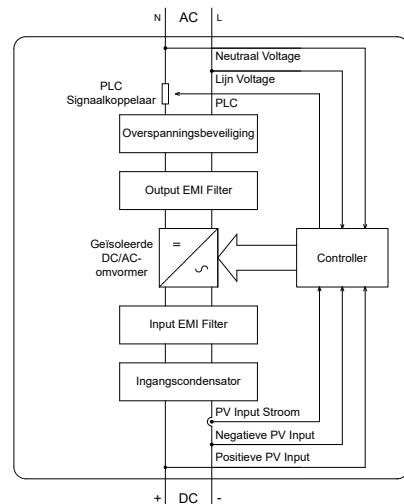 N AC L
Neutraal Voltage
Lijn Voltage
PLC
Signaalkoppelaar
PLC
Overspanningsbeveiliging
Output EMI Filter
Geïsoleerde
DC/AC-
omvormer
=
Controller
Input EMI Filter
Ingangscondensator
PV Input Stroom
Negatieve PV Input
Positieve PV Input
+ DC -